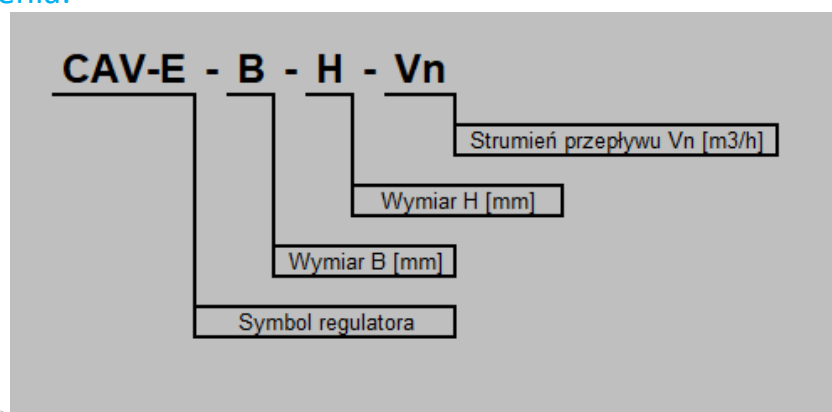 CAV-E - B - H - Vn
Strumień przepływu Vn [m3/h]
Wymiar H [mm]
Wymiar B [mm]
Symbol regulatora